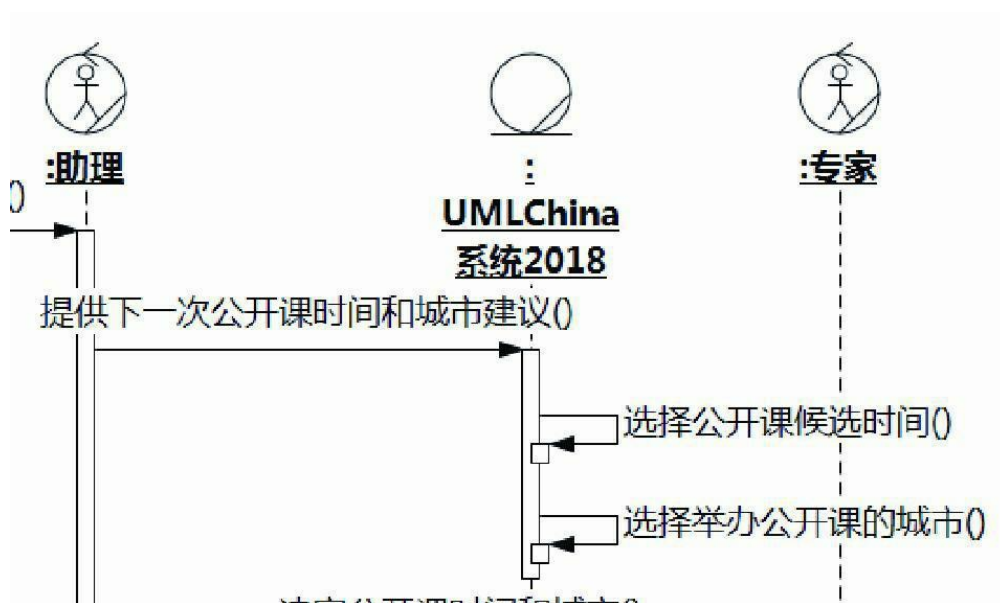 :助理
:
UMLChina
系统2018
:专家
()
提供下一次公开课时间和城市建议()
选择公开课候选时间()
选择举办公开课的城市()